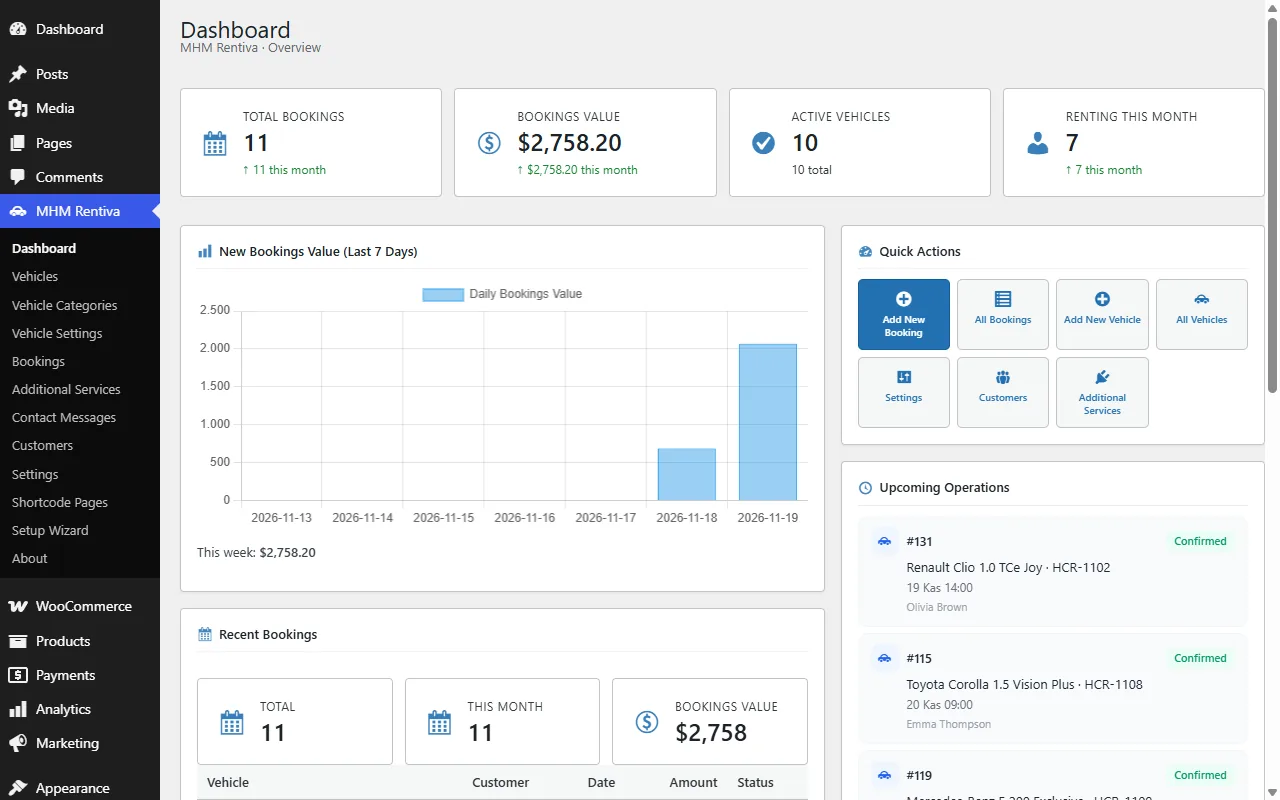 Dashboard
Posts
Media
Pages
Comments
MHM Rentiva
Dashboard
Vehicles
Vehicle Categories
Vehicle Settings
Bookings
Additional Services
Contact Messages
Customers
Settings
Shortcode Pages
Setup Wizard
About
WooCommerce
Products
Payments
Analytics
Marketing
Appearance
Dashboard
MHM Rentiva · Overview
TOTAL BOOKINGS
11
↑ 11 this month
BOOKINGS VALUE
$2,758.20
↑ $2,758.20 this month
ACTIVE VEHICLES
10
10 total
RENTING THIS MONTH
7
↑ 7 this month
New Bookings Value (Last 7 Days)
Daily Bookings Value
2.500
2.000
1.500
1.000
500
0
2026-11-13 2026-11-14 2026-11-15 2026-11-16 2026-11-17 2026-11-18 2026-11-19
This week: $2,758.20
Recent Bookings
TOTAL
11
THIS MONTH
11
BOOKINGS VALUE
$2,758
Vehicle Customer Date Amount Status
Quick Actions
Add New
Booking
All Bookings
Add New Vehicle
All Vehicles
Settings
Customers
Additional
Services
Upcoming Operations
#131 Confirmed
Renault Clio 1.0 TCe Joy · HCR-1102
19 Kas 14:00
Olivia Brown
#115 Confirmed
Toyota Corolla 1.5 Vision Plus · HCR-1108
20 Kas 09:00
Emma Thompson
#119 Confirmed